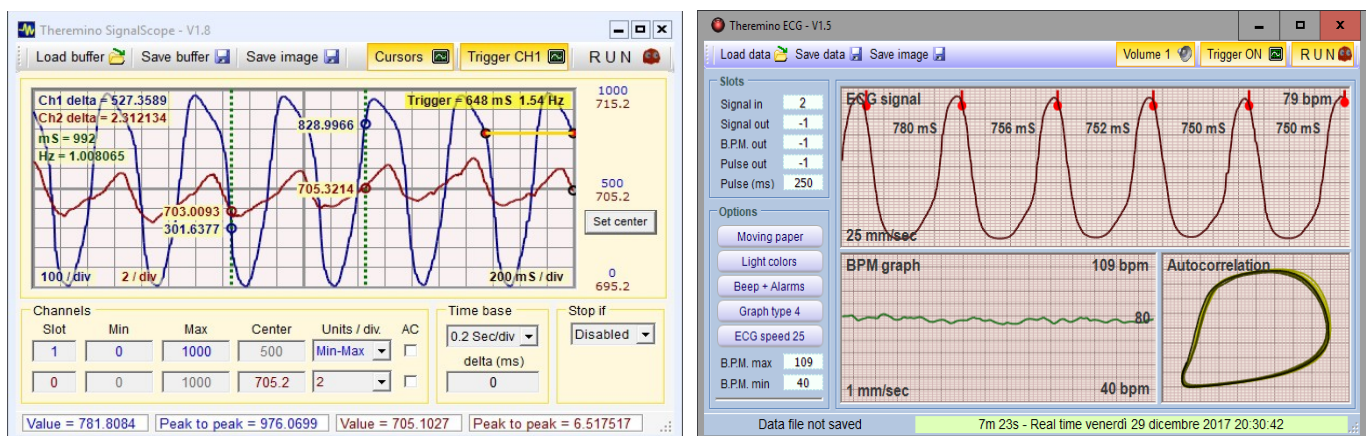 Theremino SignalScope - V1.8
Load buffer Save buffer Save image Cursors Trigger CH1 RUN
Ch1 delta = 527.3589
Ch2 delta = 2.312134
mS = 992
Hz = 1.008065
Trigger = 648 mS 1.54 Hz
828.9966
705.3214
703.0093
301.6377
100 / div 2 / div 200 mS / div
1000
715.2
500
705.2
Set center
0
695.2
Channels
Slot Min Max Center Units / div. AC
1 0 1000 500 Min-Max
0 0 1000 705.2 2
Time base
0.2 Sec/div
delta (ms)
0
Stop if
Disabled
Value = 781.8084 Peak to peak = 976.0699 Value = 705.1027 Peak to peak = 6.517517
Theremino ECG - V1.5
Load data Save data Save image Volume 1 Trigger ON RUN
Slots
Signal in 2
Signal out -1
B.P.M. out -1
Pulse out -1
Pulse (ms) 250
Options
Moving paper
Light colors
Beep + Alarms
Graph type 4
ECG speed 25
B.P.M. max 109
B.P.M. min 40
ECG signal 79 bpm
780 mS 756 mS 752 mS 750 mS 750 mS
25 mm/sec
BPM graph 109 bpm
80
1 mm/sec 40 bpm
Autocorrelation
Data file not saved 7m 23s - Real time venerdì 29 dicembre 2017 20:30:42